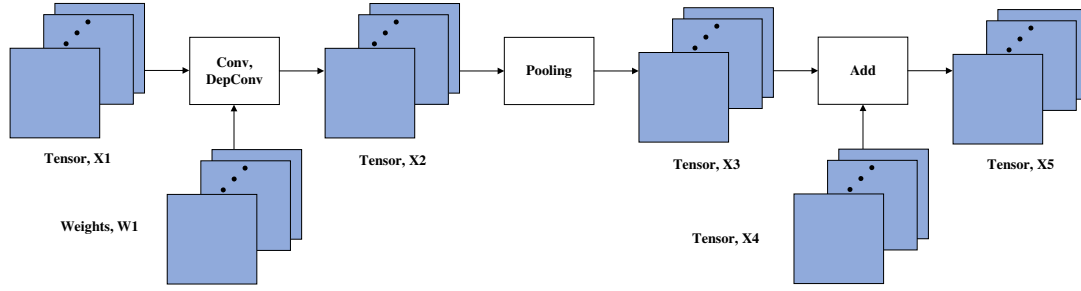 Conv,
DepConv
Pooling
Add
Tensor, X1
Tensor, X2
Tensor, X3
Tensor, X5
Weights, W1
Tensor, X4